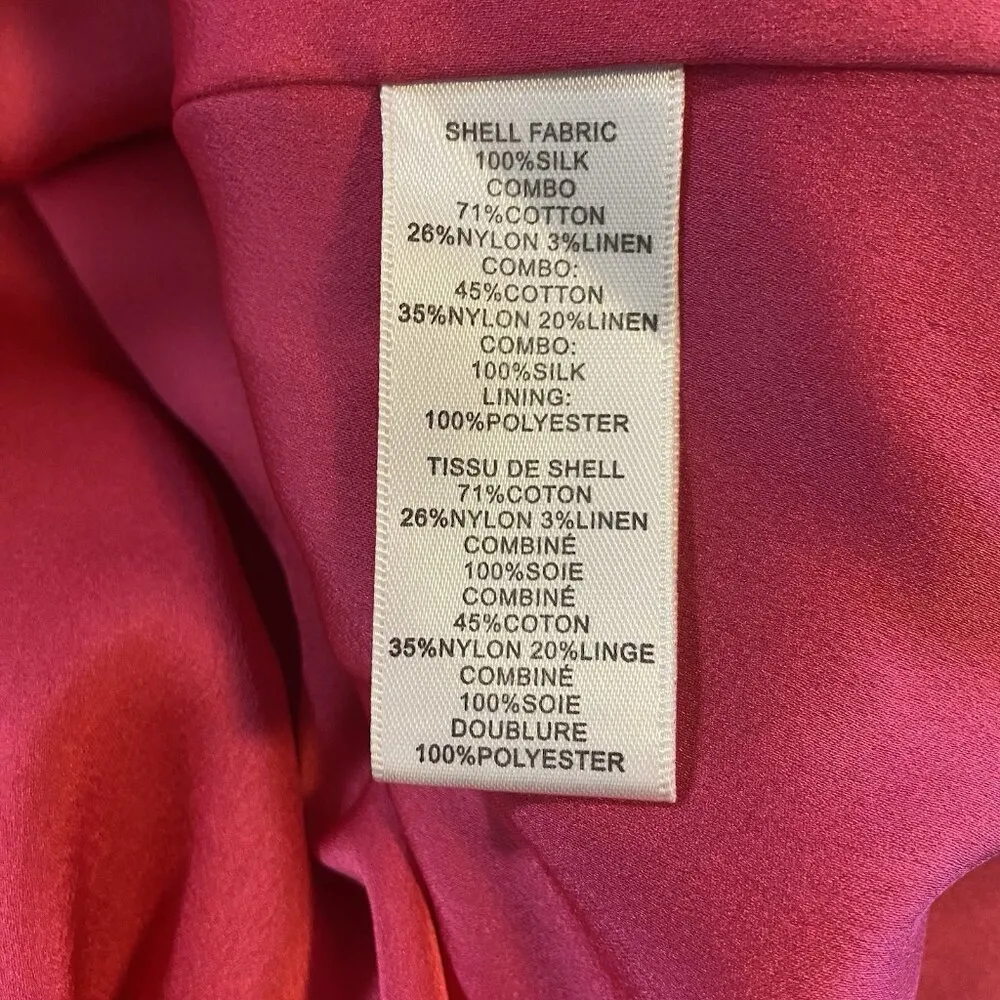 SHELL FABRIC
100%SILK
COMBO
71%COTTON
26%NYLON 3%LINEN
COMBO:
45%COTTON
35%NYLON 20%LINEN
COMBO:
100%SILK
LINING:
100%POLYESTER
TISSU DE SHELL
71%COTON
26%NYLON 3%LINEN
COMBINÉ
100%SOIE
COMBINÉ
45%COTON
35%NYLON 20%LINGE
COMBINÉ
100%SOIE
DOUBLURE
100%POLYESTER